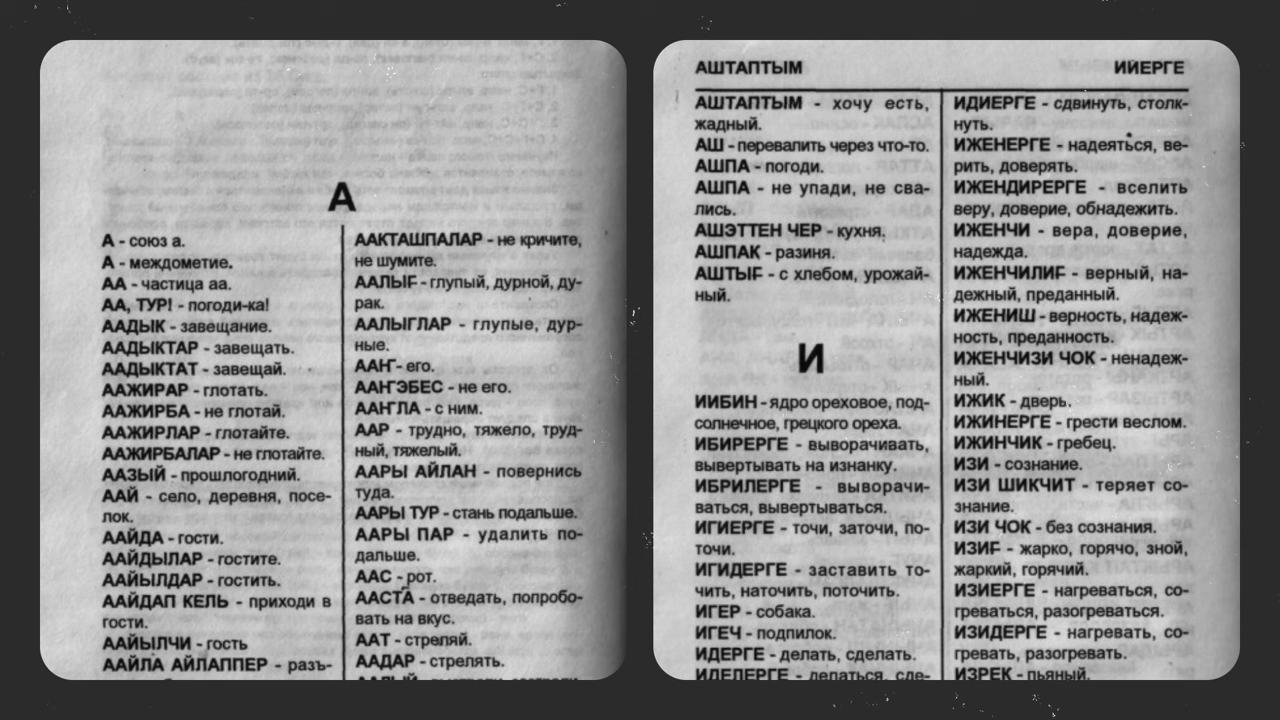 А
А - союз а.
А - междометие.
АА - частица аа.
АА, ТУР! - погоди-ка!
ААДЫК - завещание.
ААДЫКТАР - завещать.
ААДЫКТАТ - завещай.
ААЖИРАР - глотать.
ААЖИРБА - не глотай.
ААЖИРЛАР - глотайте.
ААЖИРБАЛАР - не глотайте.
ААЗЫЙ - прошлогодний.
ААЙ - село, деревня, посе-
лок.
ААЙДА - гости.
ААЙДЫЛАР - гостите.
ААЙЫЛДАР - гостить.
ААЙДАП КЕЛЬ - приходи в
гости.
ААЙЫЛЧИ - гость
ААЙЛА АЙЛАППЕР - разъ-
ААКТАШПАЛАР - не кричите,
не шумите.
ААЛЫҒ - глупый, дурной, ду-
рак.
ААЛЫГЛАР - глупые, дур-
ные.
ААҤ - его.
ААҤЭБЕС - не его.
ААҤЛА - с ним.
ААР - трудно, тяжело, труд-
ный, тяжелый.
ААРЫ АЙЛАН - повернись
туда.
ААРЫ ТУР - стань подальше.
ААРЫ ПАР - удалить по-
дальше.
ААС - рот.
ААСТА - отведать, попробо-
вать на вкус.
ААТ - стреляй.
ААДАР - стрелять.
АШТАПТЫМ ИЙЕРГЕ
АШТАПТЫМ - хочу есть,
жадный.
АШ - перевалить через что-то.
АШПА - погоди.
АШПА - не упади, не сва-
лись.
АШЭТТЕН ЧЕР - кухня.
АШПАК - разиня.
АШТЫҒ - с хлебом, урожай-
ный.
И
ИИБИН - ядро ореховое, под-
солнечное, грецкого ореха.
ИБИРЕРГЕ - выворачивать,
вывертывать на изнанку.
ИБРИЛЕРГЕ - выворачи-
ваться, вывертываться.
ИГИЕРГЕ - точи, заточи, по-
точи.
ИГИДЕРГЕ - заставить то-
чить, наточить, поточить.
ИГЕР - собака.
ИГЕЧ - подпилок.
ИДЕРГЕ - делать, сделать.
ИДЕЛЕРГЕ - делаться, сде-
ИДИЕРГЕ - сдвинуть, столк-
нуть.
ИЖЕНЕРГЕ - надеяться, ве-
рить, доверять.
ИЖЕНДИРЕРГЕ - вселить
веру, доверие, обнадежить.
ИЖЕНЧИ - вера, доверие,
надежда.
ИЖЕНЧИЛИҒ - верный, на-
дежный, преданный.
ИЖЕНИШ - верность, надеж-
ность, преданность.
ИЖЕНЧИЗИ ЧОК - ненадеж-
ный.
ИЖИК - дверь.
ИЖИНЕРГЕ - грести веслом.
ИЖИНЧИК - гребец.
ИЗИ - сознание.
ИЗИ ШИКЧИТ - теряет со-
знание.
ИЗИ ЧОК - без сознания.
ИЗИҒ - жарко, горячо, зной,
жаркий, горячий.
ИЗИЕРГЕ - нагреваться, со-
греваться, разогреваться.
ИЗИДЕРГЕ - нагревать, со-
гревать, разогревать.
ИЗРЕК - пьяный.